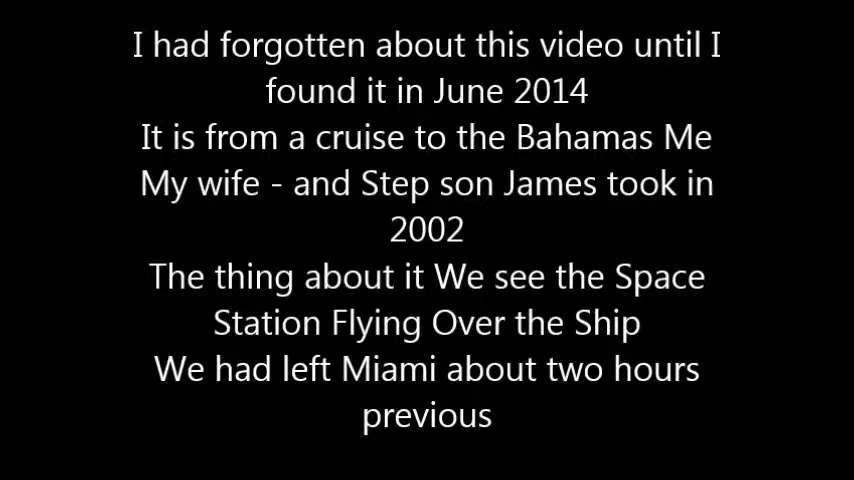 I had forgotten about this video until I
found it in June 2014
It is from a cruise to the Bahamas Me
My wife - and Step son James took in
2002
The thing about it We see the Space
Station Flying Over the Ship
We had left Miami about two hours
previous